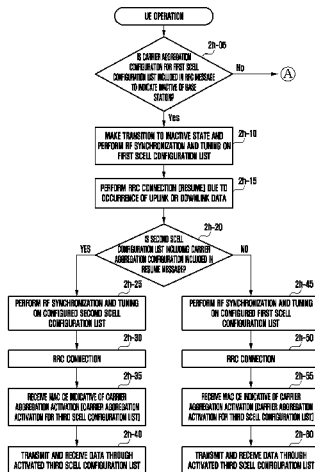 UE OPERATION
2h-05
IS CARRIER AGGREGATION
CONFIGURATION FOR FIRST SCELL
CONFIGURATION LIST INCLUDED IN RRC MESSAGE
TO INDICATE INACTIVE OF BASE
STATION?
No
A
Yes
2h-10
MAKE TRANSITION TO INACTIVE STATE AND
PERFORM RF SYNCHRONIZATION AND TUNING ON
FIRST SCELL CONFIGURATION LIST
2h-15
PERFORM RRC CONNECTION (RESUME) DUE TO
OCCURRENCE OF UPLINK OR DOWNLINK DATA
2h-20
IS SECOND SCELL
CONFIGURATION LIST INCLUDING CARRIER
AGGREGATION CONFIGURATION INCLUDED IN
RESUME MESSAGE?
YES
NO
2h-25
PERFORM RF SYNCHRONIZATION AND TUNING
ON CONFIGURED SECOND SCELL
CONFIGURATION LIST
2h-30
RRC CONNECTION
2h-35
RECEIVE MAC CE INDICATIVE OF CARRIER
AGGREGATION ACTIVATION (CARRIER AGGREGATION
ACTIVATION FOR THIRD SCELL CONFIGURATION LIST)
2h-40
TRANSMIT AND RECEIVE DATA THROUGH
ACTIVATED THIRD SCELL CONFIGURATION LIST
2h-45
PERFORM RF SYNCHRONIZATION AND TUNING
ON CONFIGURED FIRST SCELL
CONFIGURATION LIST
2h-50
RRC CONNECTION
2h-55
RECEIVE MAC CE INDICATIVE OF CARRIER
AGGREGATION ACTIVATION (CARRIER AGGREGATION
ACTIVATION FOR THIRD SCELL CONFIGURATION LIST)
2h-60
TRANSMIT AND RECEIVE DATA THROUGH
ACTIVATED THIRD SCELL CONFIGURATION LIST